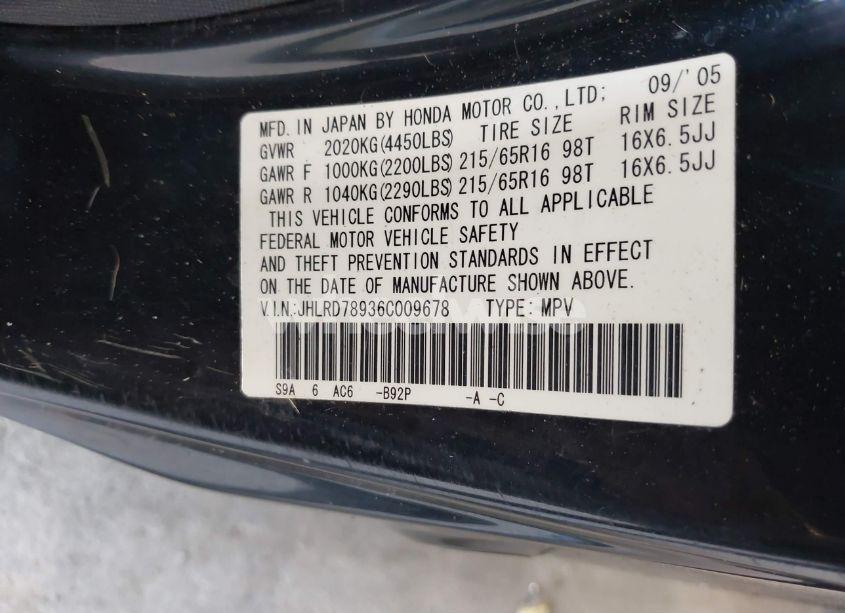 MFD. IN JAPAN BY HONDA MOTOR CO., LTD; 09/'05
GVWR 2020KG(4450LBS) TIRE SIZE RIM SIZE
GAWR F 1000KG(2200LBS) 215/65R16 98T 16X6.5JJ
GAWR R 1040KG(2290LBS) 215/65R16 98T 16X6.5JJ
THIS VEHICLE CONFORMS TO ALL APPLICABLE
FEDERAL MOTOR VEHICLE SAFETY
AND THEFT PREVENTION STANDARDS IN EFFECT
ON THE DATE OF MANUFACTURE SHOWN ABOVE.
V.I.N.:JHLRD78936C009678 TYPE: MPV
S9A 6 AC6 -B92P -A -C